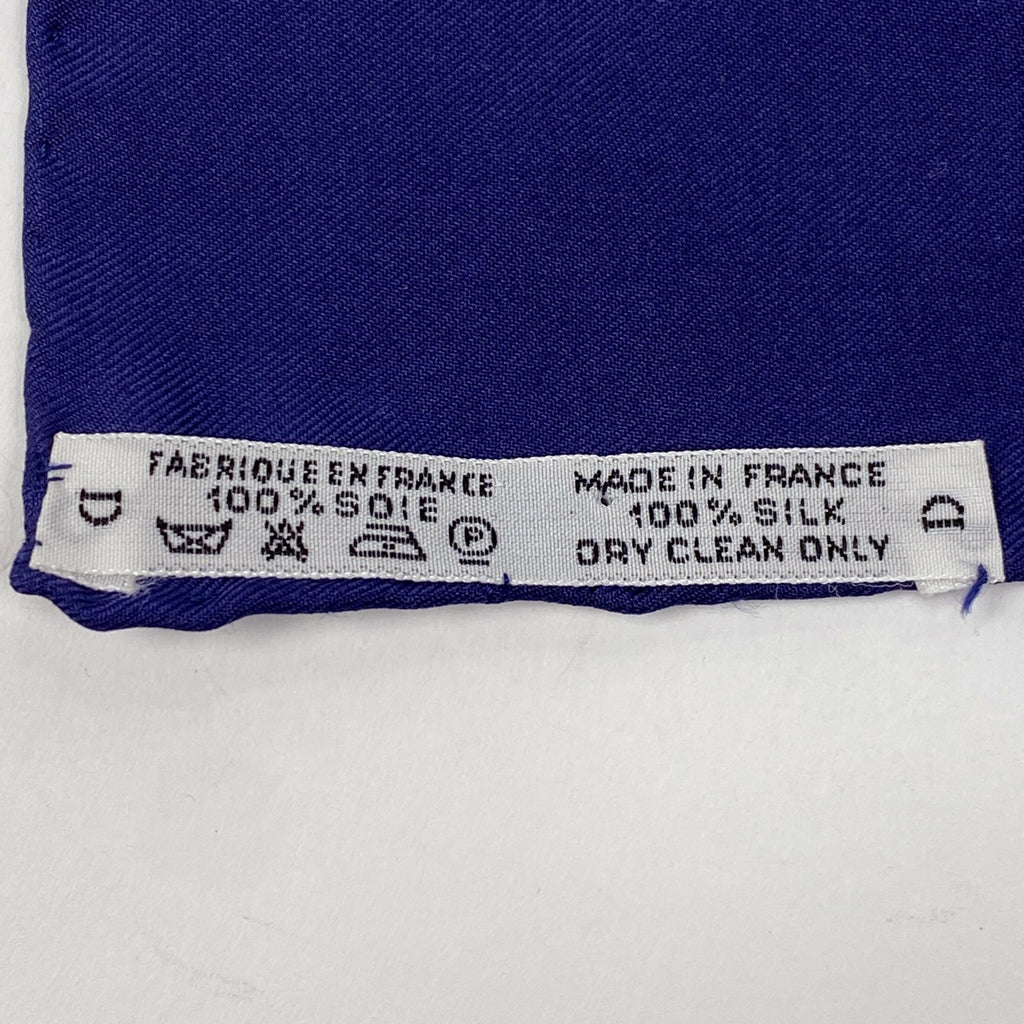 D
FABRIQUE EN FRANCE
100% SOIE
P
MADE IN FRANCE
100% SILK
DRY CLEAN ONLY
D